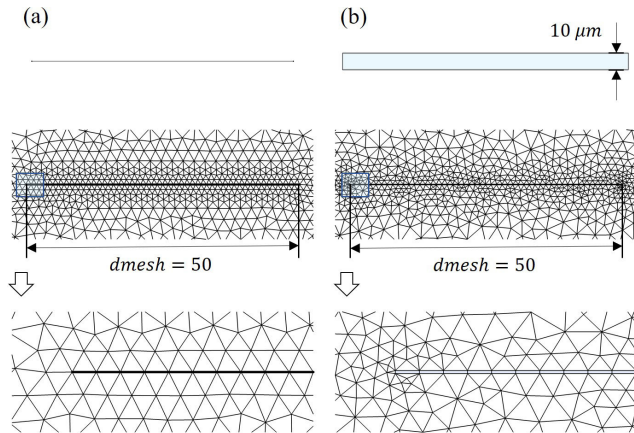 (a)
(b)
10 μm
dmesh = 50
dmesh = 50